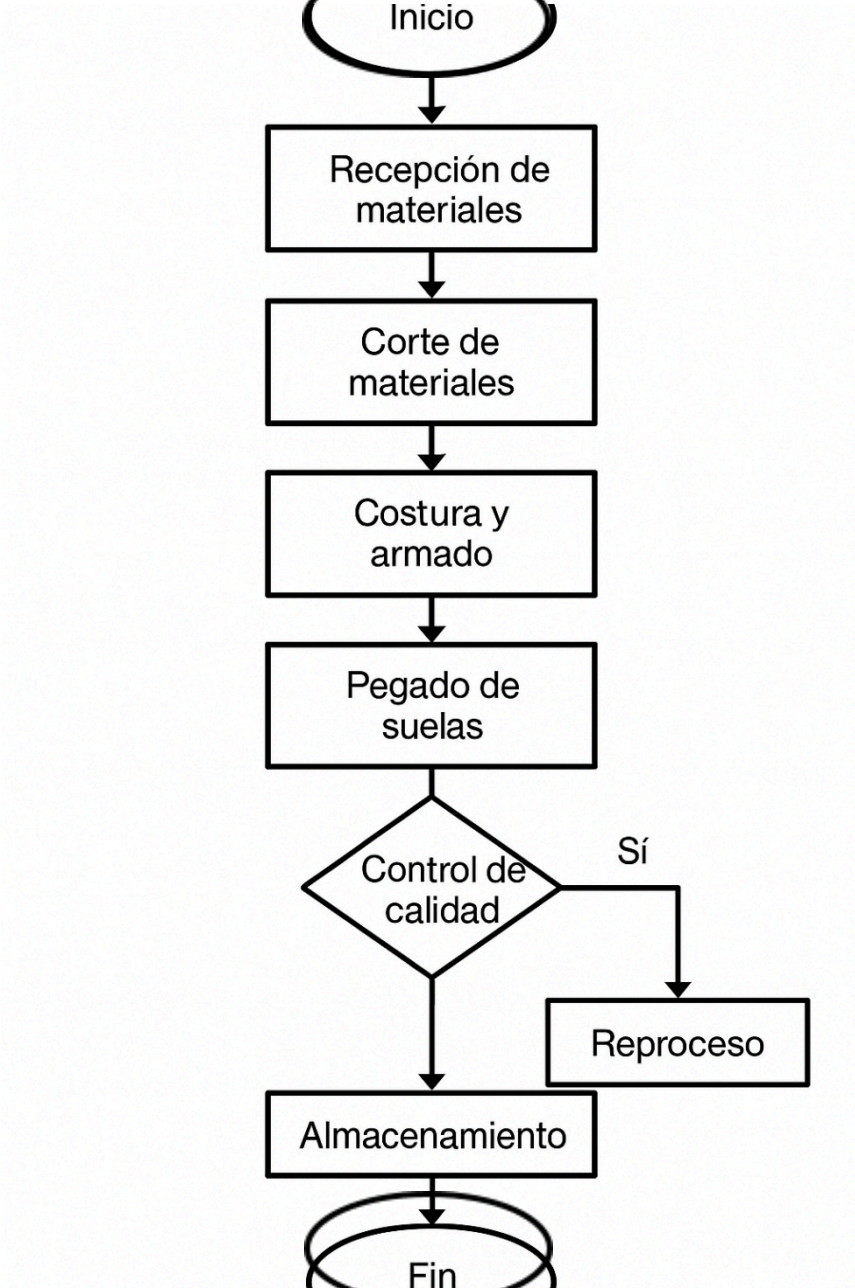 Inicio
Recepción de
materiales
Corte de
materiales
Costura y
armado
Pegado de
suelas
Control de
calidad
Sí
Reproceso
Almacenamiento
Fin